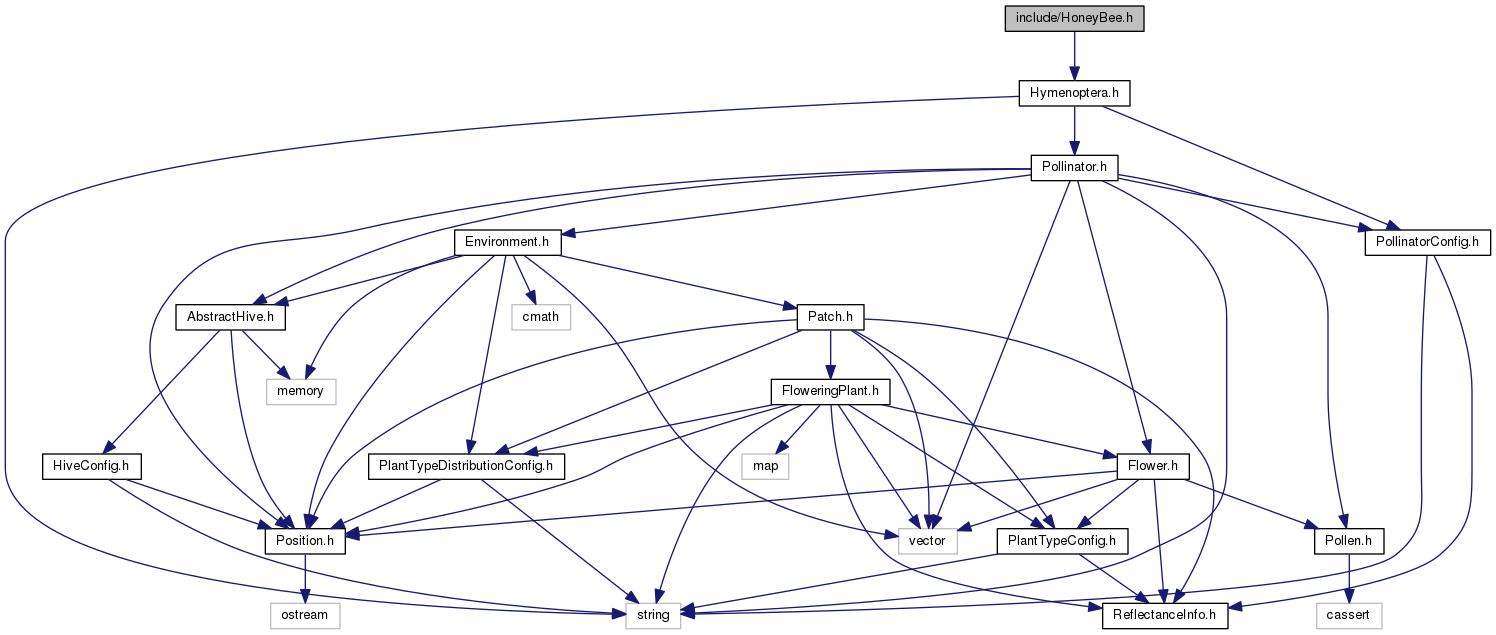 include/HoneyBee.h
Hymenoptera.h
Pollinator.h
Environment.h
PollinatorConfig.h
AbstractHive.h
cmath
Patch.h
memory
FloweringPlant.h
HiveConfig.h
PlantTypeDistributionConfig.h
map
Flower.h
Position.h
vector
PlantTypeConfig.h
Pollen.h
ostream
string
ReflectanceInfo.h
cassert